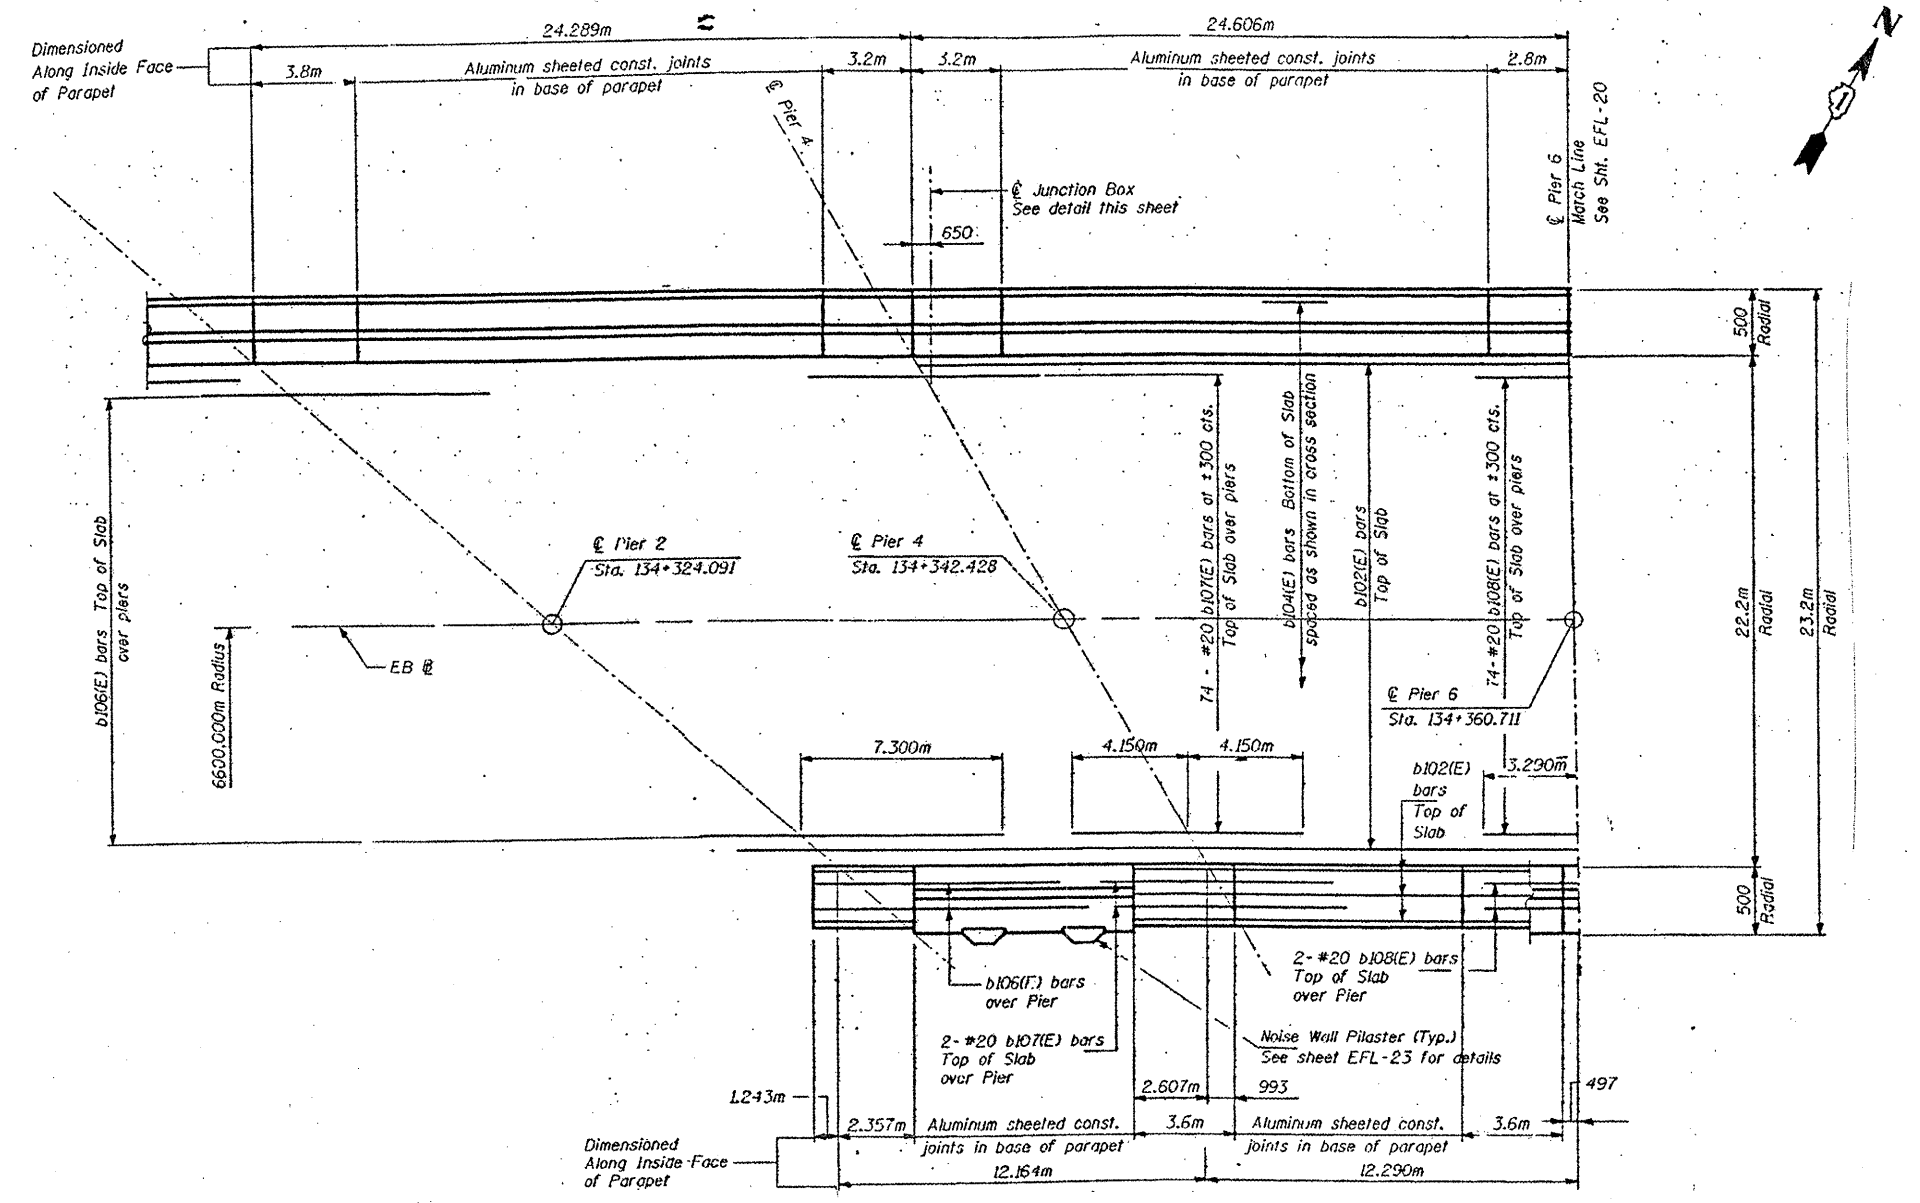 24.289m
24.606m
Dimensioned
Along Inside Face
of Parapet
3.8m
Aluminum sheeted const. joints
in base of parapet
3.2m
3.2m
Aluminum sheeted const. joints
in base of parapet
2.8m
N
1
℄ Pier 4
℄ Pier 6
Match Line
See Sht. EFL-20
℄ Junction Box
See detail this sheet
650
500
Radial
b106(E) bars Top of Slab
over piers
6600.000m Radius
EB ℄
℄ Pier 2
Sta. 134+324.091
℄ Pier 4
Sta. 134+342.428
74 - #20 b107(E) bars at ±300 cts.
Top of Slab over piers
b104(E) bars Bottom of Slab
spaced as shown in cross section
b102(E) bars
Top of Slab
74-#20 b108(E) bars at ±300 cts.
Top of Slab over piers
22.2m
Radial
23.2m
Radial
℄ Pier 6
Sta. 134+360.711
7.300m
4.150m
4.150m
b102(E)
bars
Top of
Slab
3.290m
500
Radial
b106(E) bars
over Pier
2-#20 b107(E) bars
Top of Slab
over Pier
2-#20 b108(E) bars
Top of Slab
over Pier
Noise Wall Pilaster (Typ.)
See sheet EFL-23 for details
1.243m
2.607m
993
497
2.357m
Aluminum sheeted const.
joints in base of parapet
3.6m
Aluminum sheeted const.
joints in base of parapet
3.6m
Dimensioned
Along Inside Face
of Parapet
12.164m
12.290m